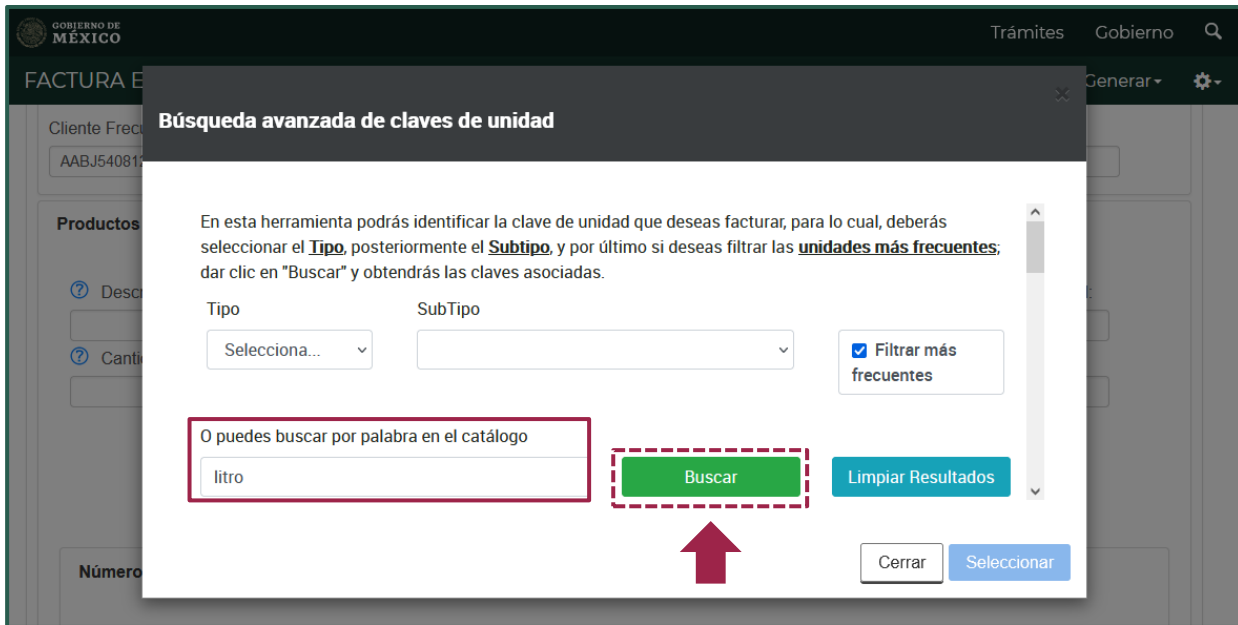 GOBIERNO DE
MÉXICO
Trámites Gobierno
FACTURA E
Generar
Búsqueda avanzada de claves de unidad
Cliente Frecu
AABJ540812
En esta herramienta podrás identificar la clave de unidad que deseas facturar, para lo cual, deberás
seleccionar el Tipo, posteriormente el Subtipo, y por último si deseas filtrar las unidades más frecuentes;
dar clic en "Buscar" y obtendrás las claves asociadas.
Productos
Descr
Tipo SubTipo
Selecciona...
Filtrar más
frecuentes
Canti
O puedes buscar por palabra en el catálogo
litro
Buscar
Limpiar Resultados
Cerrar
Seleccionar
Número